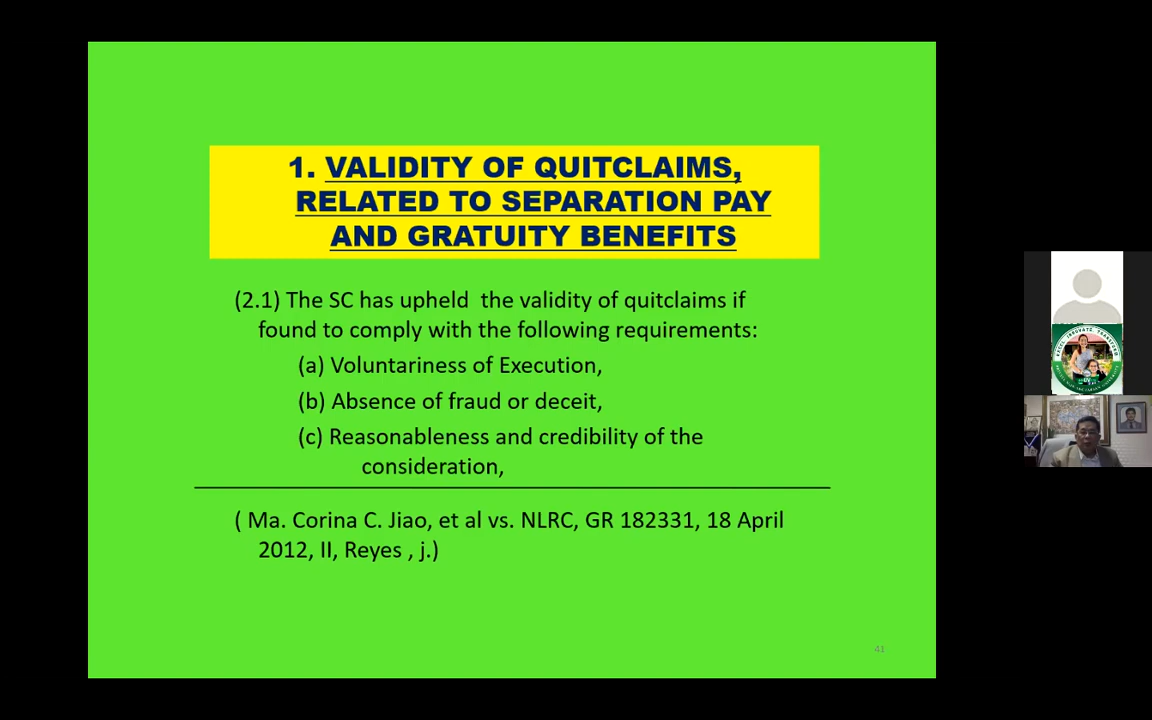 1. VALIDITY OF QUITCLAIMS,
RELATED TO SEPARATION PAY
AND GRATUITY BENEFITS
(2.1) The SC has upheld the validity of quitclaims if
found to comply with the following requirements:
(a) Voluntariness of Execution,
(b) Absence of fraud or deceit,
(c) Reasonableness and credibility of the
consideration,
( Ma. Corina C. Jiao, et al vs. NLRC, GR 182331, 18 April
2012, II, Reyes , j.)
41